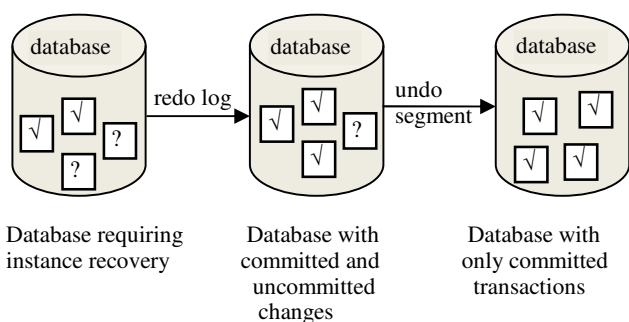 database
database
database
√
√
?
?
redo log
√
√
?
√
undo
segment
√
√
√
√
Database requiring
instance recovery
Database with
committed and
uncommitted
changes
Database with
only committed
transactions